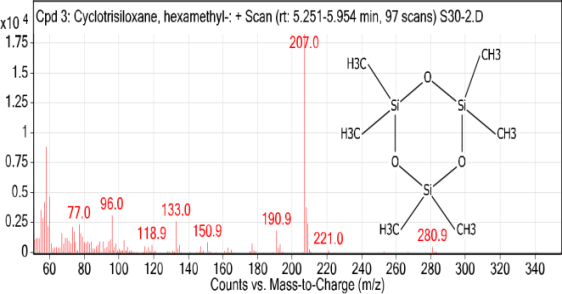 x10 4 Cpd 3: Cyclotrisiloxane, hexamethyl-: + Scan (rt: 5.251-5.954 min, 97 scans) S30-2.D
1.75
1.5
1.25
1
0.75
0.5
0.25
0
207.0
77.0
96.0
118.9
133.0
150.9
190.9
221.0
280.9
H3C
CH3
O
Si
Si
H3C
CH3
O
O
Si
H3C
CH3
60 80 100 120 140 160 180 200 220 240 260 280 300 320 340
Counts vs. Mass-to-Charge (m/z)